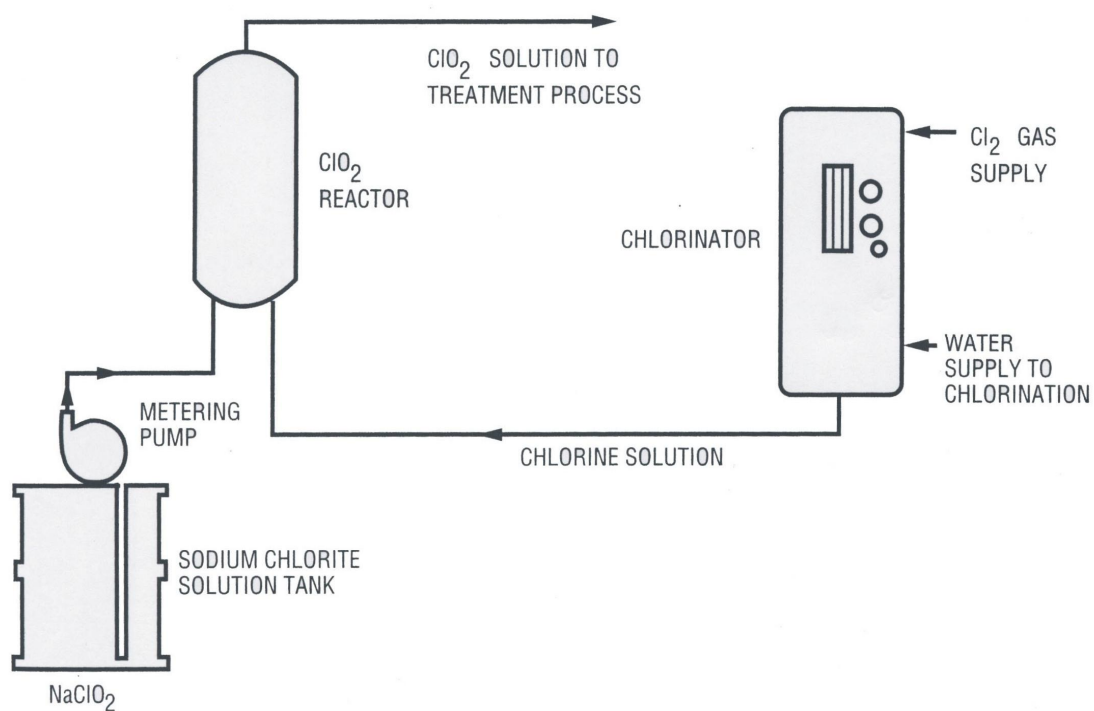 ClO₂ SOLUTION TO
TREATMENT PROCESS
Cl₂ GAS
SUPPLY
ClO₂
REACTOR
CHLORINATOR
WATER
SUPPLY TO
CHLORINATION
METERING
PUMP
CHLORINE SOLUTION
SODIUM CHLORITE
SOLUTION TANK
NaClO₂